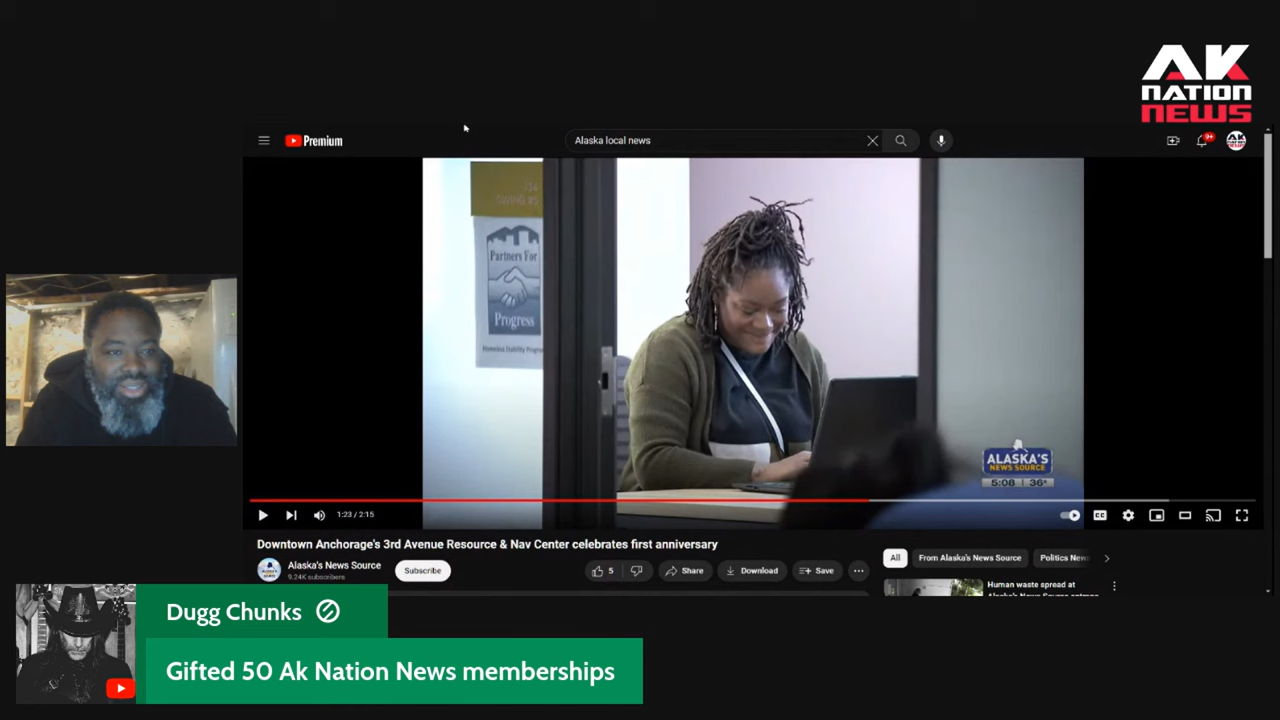 AK
NATION
NEWS
Premium
Alaska local news
9+
Partners For
Progress
ALASKA'S
NEWS SOURCE
5:08 36°
1:23 / 2:15
CC
Downtown Anchorage's 3rd Avenue Resource & Nav Center celebrates first anniversary
Alaska's News Source
9.24K subscribers
Subscribe
5
Share
Download
Save
All
From Alaska's News Source
Politics News
Human waste spread at
Dugg Chunks
Gifted 50 Ak Nation News memberships